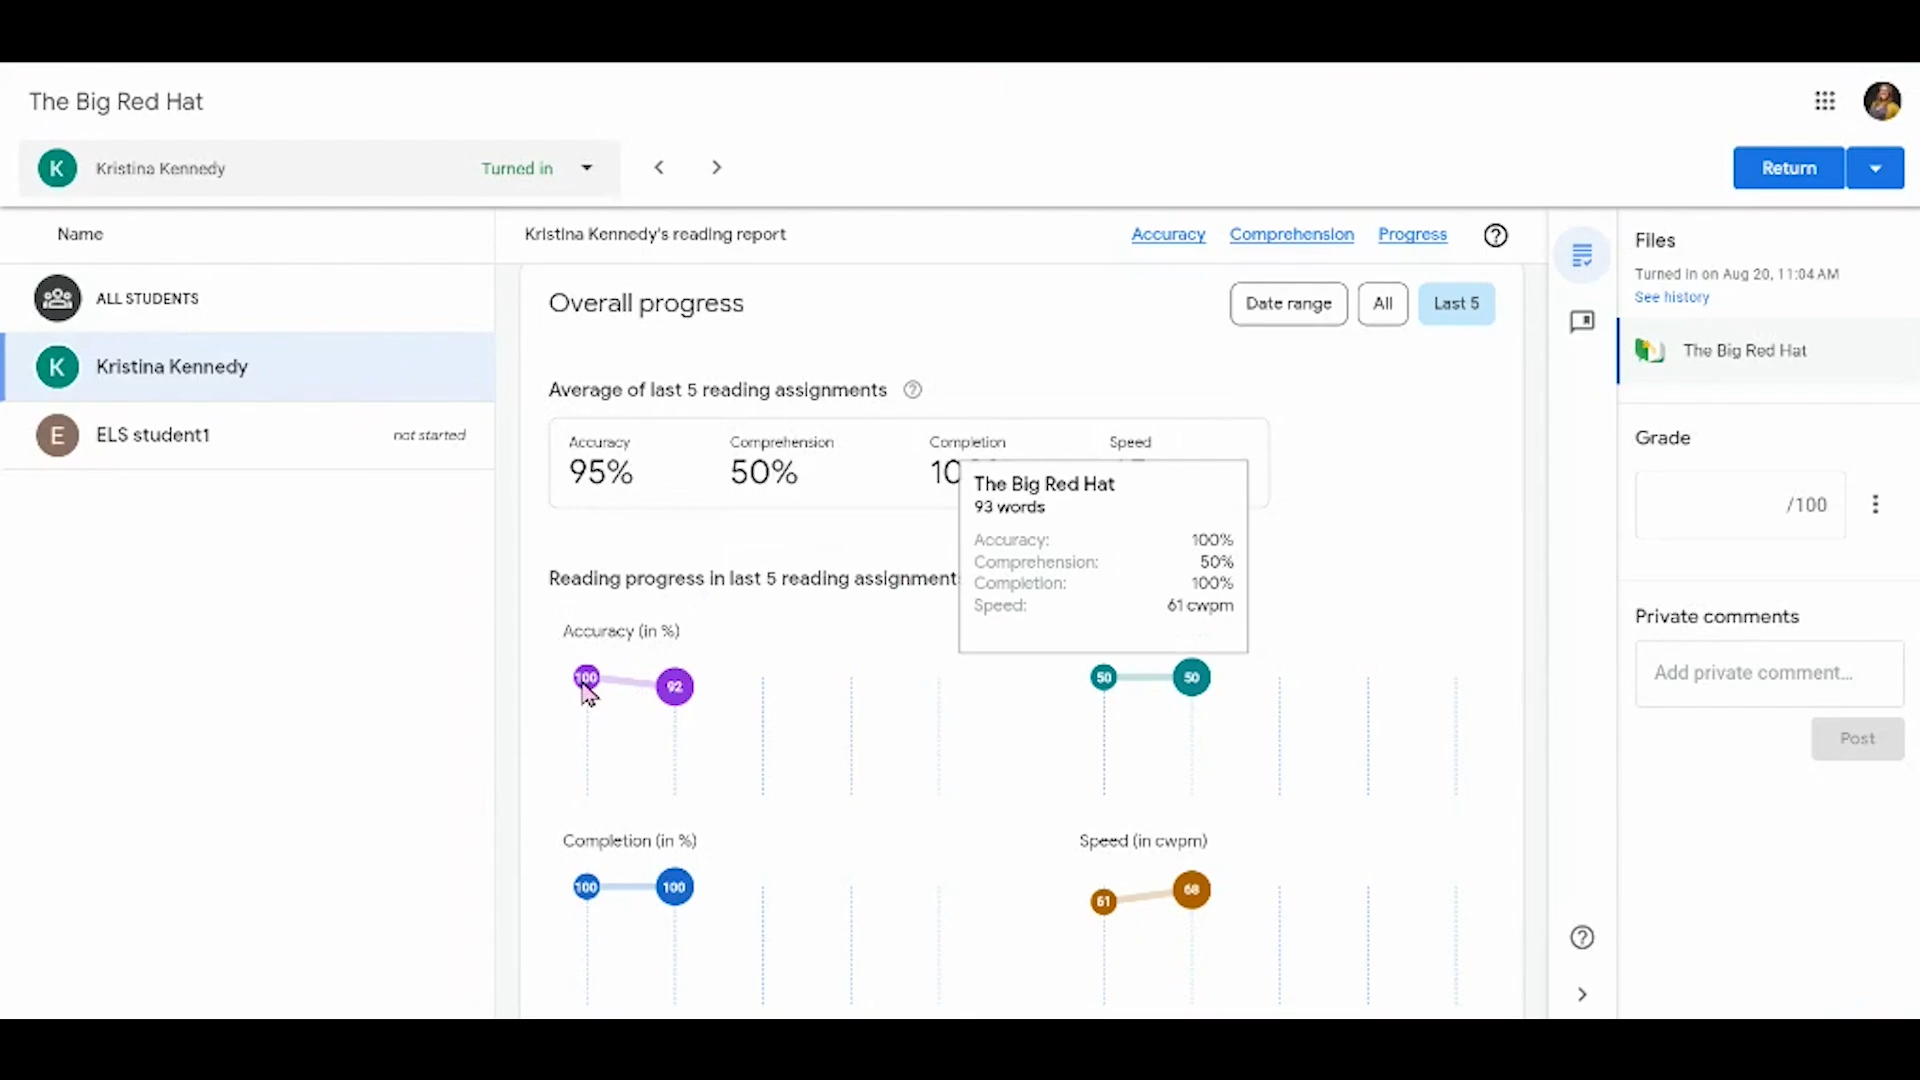 The Big Red Hat
K Kristina Kennedy Turned in
Return
Name
Kristina Kennedy's reading report Accuracy Comprehension Progress
ALL STUDENTS
K Kristina Kennedy
E ELS student1 not started
Overall progress Date range All Last 5
Average of last 5 reading assignments
Accuracy Comprehension Completion Speed
95% 50%
The Big Red Hat
93 words
Accuracy: 100%
Comprehension: 50%
Completion: 100%
Speed: 61 cwpm
Reading progress in last 5 reading assignment
Accuracy (in %)
100 92 50 50
Completion (in %) Speed (in cwpm)
100 100 61 68
Files
Turned in on Aug 20, 11:04 AM
See history
The Big Red Hat
Grade
/100
Private comments
Add private comment...
Post